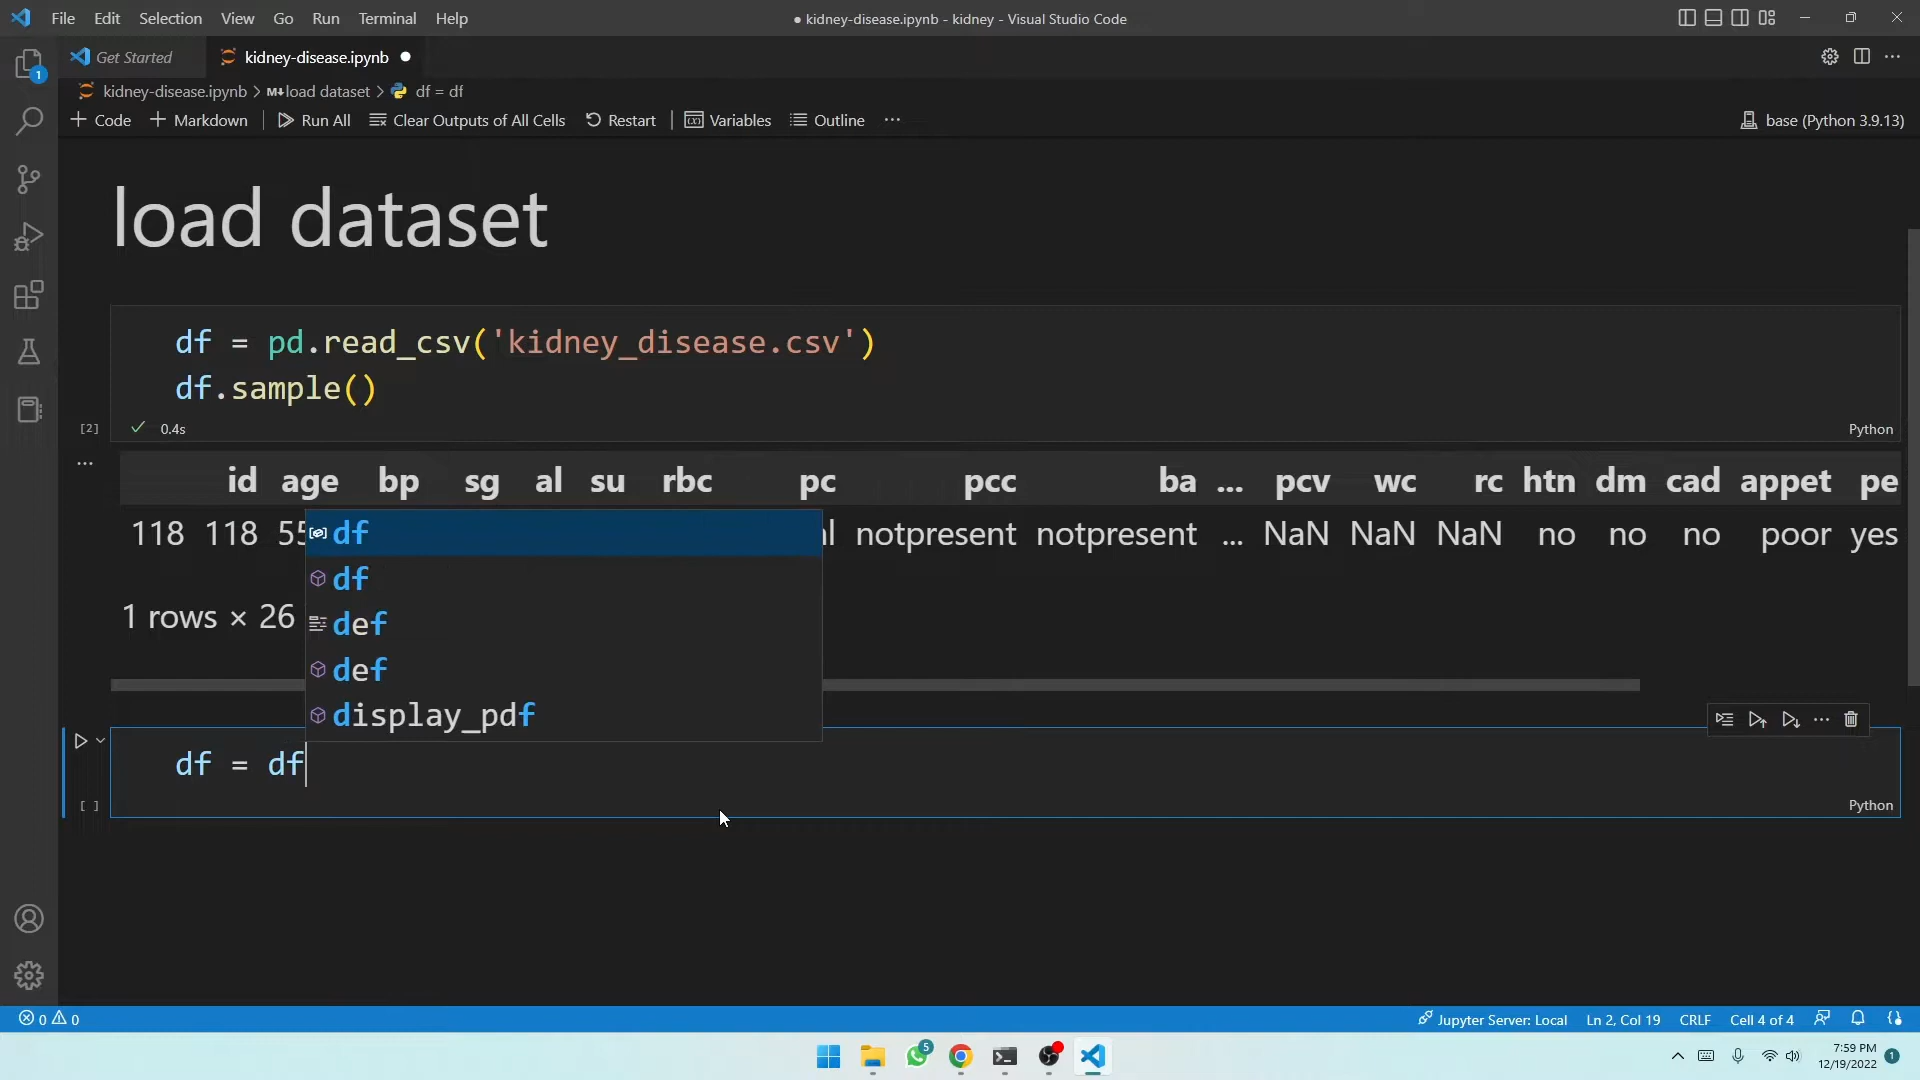 File Edit Selection View Go Run Terminal Help
● kidney-disease.ipynb - kidney - Visual Studio Code
1
Get Started
kidney-disease.ipynb ●
kidney-disease.ipynb > M↓load dataset > df = df
+ Code + Markdown Run All Clear Outputs of All Cells Restart Variables Outline ...
base (Python 3.9.13)
load dataset
df = pd.read_csv('kidney_disease.csv')
df.sample()
[2] ✓ 0.4s Python
...
id age bp sg al su rbc pc pcc ba ... pcv wc rc htn dm cad appet pe
118 118 55 notpresent notpresent ... NaN NaN NaN no no no poor yes
1 rows × 26
df
df
def
def
display_pdf
df = df
[ ] Python
0 0
Jupyter Server: Local Ln 2, Col 19 CRLF Cell 4 of 4
5
7:59 PM
12/19/2022
1